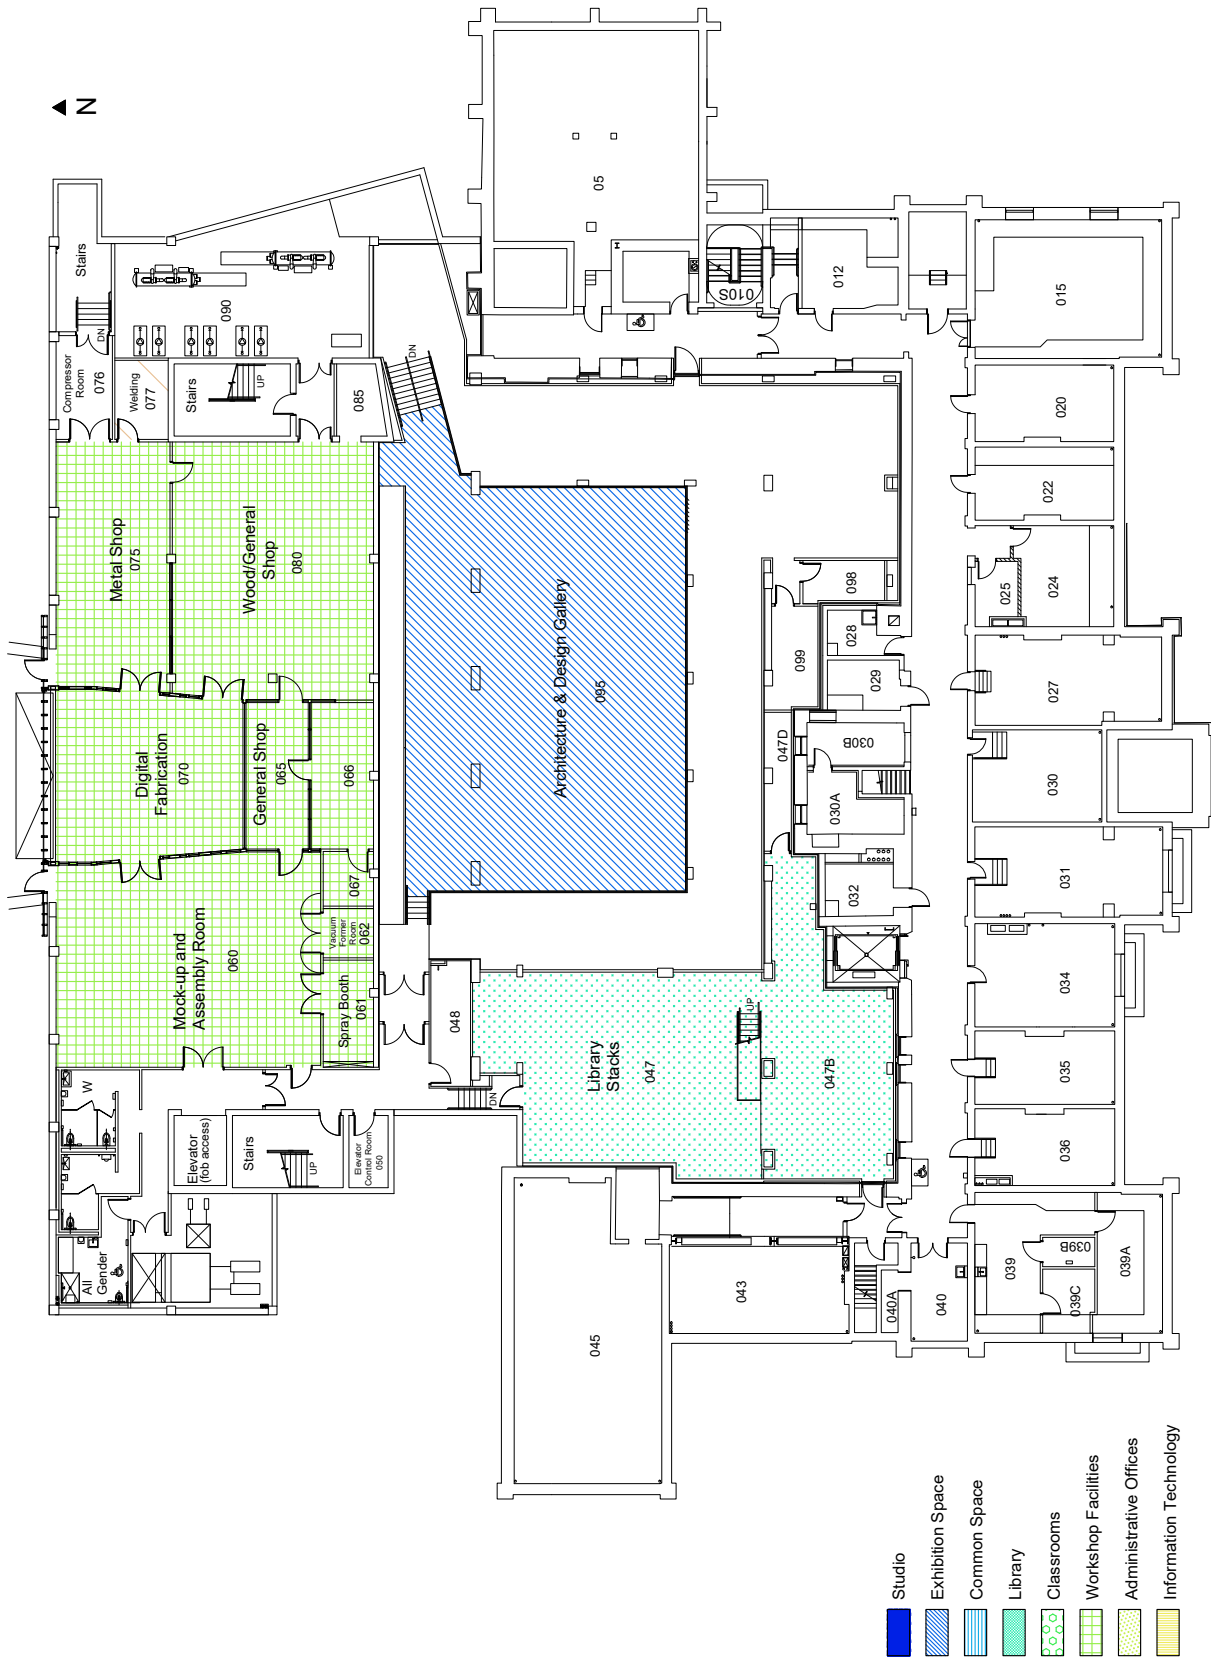 N
Stairs
DN
Compressor
Room
076
Welding
077
090
Stairs
UP
085
DN
Metal Shop
075
Wood/General
Shop
080
Digital
Fabrication
070
General Shop
065
066
Mock-up and
Assembly Room
060
067
Vacuum
Former
Room
062
Spray Booth
061
W
All
Gender
Elevator
(fob access)
Stairs
UP
Elevator
Control Room
050
DN
048
Architecture & Design Gallery
095
Library
Stacks
047
UP
047B
047D
099
098
028
029
030B
030A
032
05
010S
012
015
020
022
025
024
027
030
031
034
035
036
039
039B
039C
039A
040
040A
043
045
Studio
Exhibition Space
Common Space
Library
Classrooms
Workshop Facilities
Administrative Offices
Information Technology